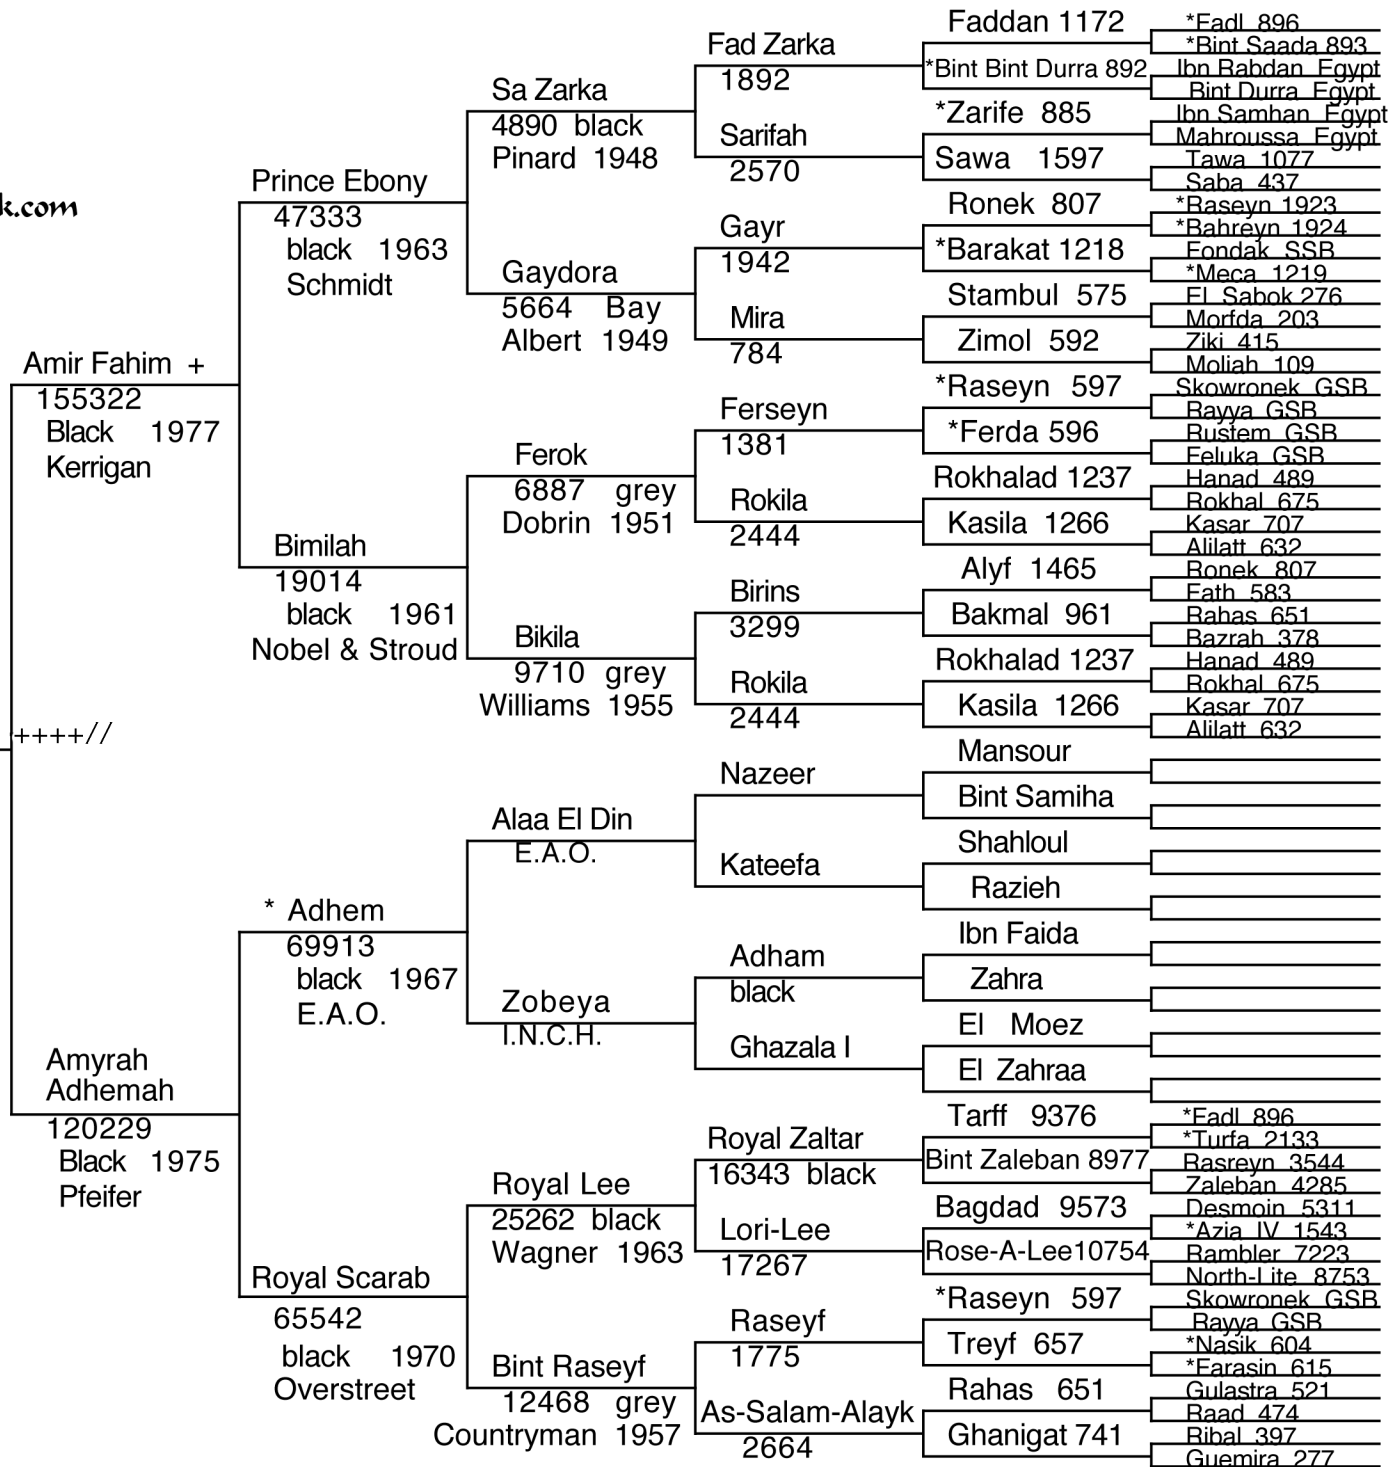 k.com
++++//
Amir Fahim +
155322
Black 1977
Kerrigan
Amyrah
Adhemah
120229
Black 1975
Pfeifer
Prince Ebony
47333
black 1963
Schmidt
Bimilah
19014
black 1961
Nobel & Stroud
* Adhem
69913
black 1967
E.A.O.
Royal Scarab
65542
black 1970
Overstreet
Sa Zarka
4890 black
Pinard 1948
Gaydora
5664 Bay
Albert 1949
Ferok
6887 grey
Dobrin 1951
Bikila
9710 grey
Williams 1955
Alaa El Din
E.A.O.
Zobeya
I.N.C.H.
Royal Lee
25262 black
Wagner 1963
Bint Raseyf
12468 grey
Countryman 1957
Fad Zarka
1892
Sarifah
2570
Gayr
1942
Mira
784
Ferseyn
1381
Rokila
2444
Birins
3299
Rokila
2444
Nazeer
Kateefa
Adham
black
Ghazala I
Royal Zaltar
16343 black
Lori-Lee
17267
Raseyf
1775
As-Salam-Alayk
2664
Faddan 1172
*Bint Bint Durra 892
*Zarife 885
Sawa 1597
Ronek 807
*Barakat 1218
Stambul 575
Zimol 592
*Raseyn 597
*Ferda 596
Rokhalad 1237
Kasila 1266
Alyf 1465
Bakmal 961
Rokhalad 1237
Kasila 1266
Mansour
Bint Samiha
Shahloul
Razieh
Ibn Faida
Zahra
El Moez
El Zahraa
Tarff 9376
Bint Zaleban 8977
Bagdad 9573
Rose-A-Lee10754
*Raseyn 597
Treyf 657
Rahas 651
Ghanigat 741
*Fadl 896
*Bint Saada 893
Ibn Rabdan Egypt
Bint Durra Egypt
Ibn Samhan Egypt
Mahroussa Egypt
Tawa 1077
Saba 437
*Raseyn 1923
*Bahreyn 1924
Fondak SSB
*Meca 1219
El Sabok 276
Morfda 203
Ziki 415
Moliah 109
Skowronek GSB
Rayya GSB
Rustem GSB
Feluka GSB
Hanad 489
Rokhal 675
Kasar 707
Alilatt 632
Ronek 807
Fath 583
Rahas 651
Bazrah 378
Hanad 489
Rokhal 675
Kasar 707
Alilatt 632
*Fadl 896
*Turfa 2133
Rasreyn 3544
Zaleban 4285
Desmoin 5311
*Azia IV 1543
Rambler 7223
North-Lite 8753
Skowronek GSB
Rayya GSB
*Nasik 604
*Farasin 615
Gulastra 521
Raad 474
Ribal 397
Guemira 277